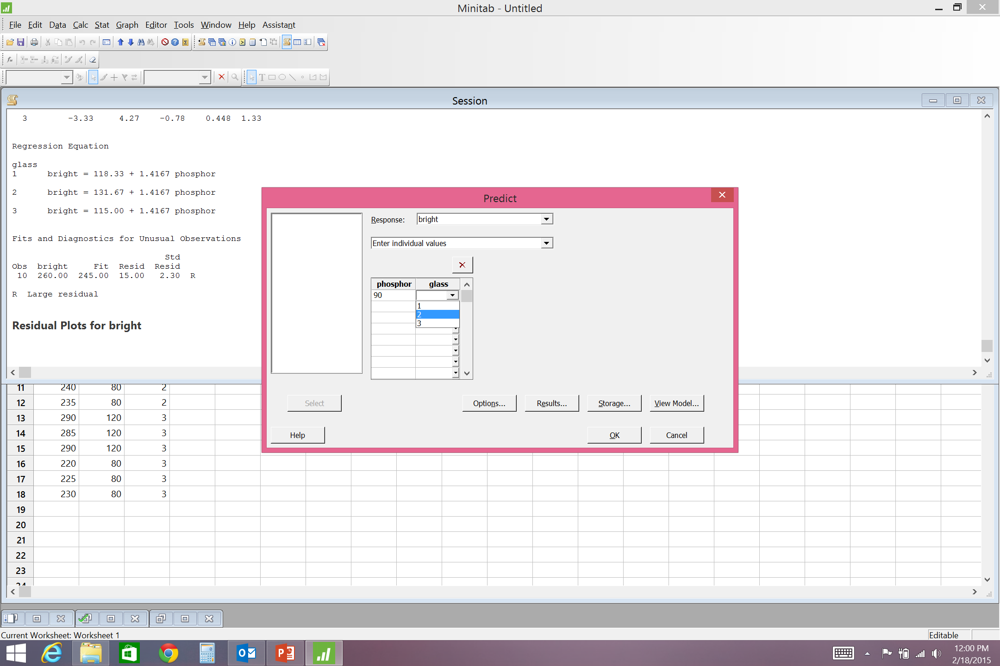 Minitab - Untitled
File Edit Data Calc Stat Graph Editor Tools Window Help Assistant
Session
3 -3.33 4.27 -0.78 0.448 1.33
Regression Equation
glass
1 bright = 118.33 + 1.4167 phosphor
2 bright = 131.67 + 1.4167 phosphor
3 bright = 115.00 + 1.4167 phosphor
Fits and Diagnostics for Unusual Observations
Std
Obs bright Fit Resid Resid
10 260.00 245.00 15.00 2.30 R
R Large residual
Residual Plots for bright
Predict
Response: bright
Enter individual values
phosphor glass
90
1
2
3
Select Options... Results... Storage... View Model...
Help OK Cancel
11 240 80 2
12 235 80 2
13 290 120 3
14 285 120 3
15 290 120 3
16 220 80 3
17 225 80 3
18 230 80 3
19
20
21
22
23
24
Current Worksheet: Worksheet 1
Editable
12:00 PM
2/18/2015